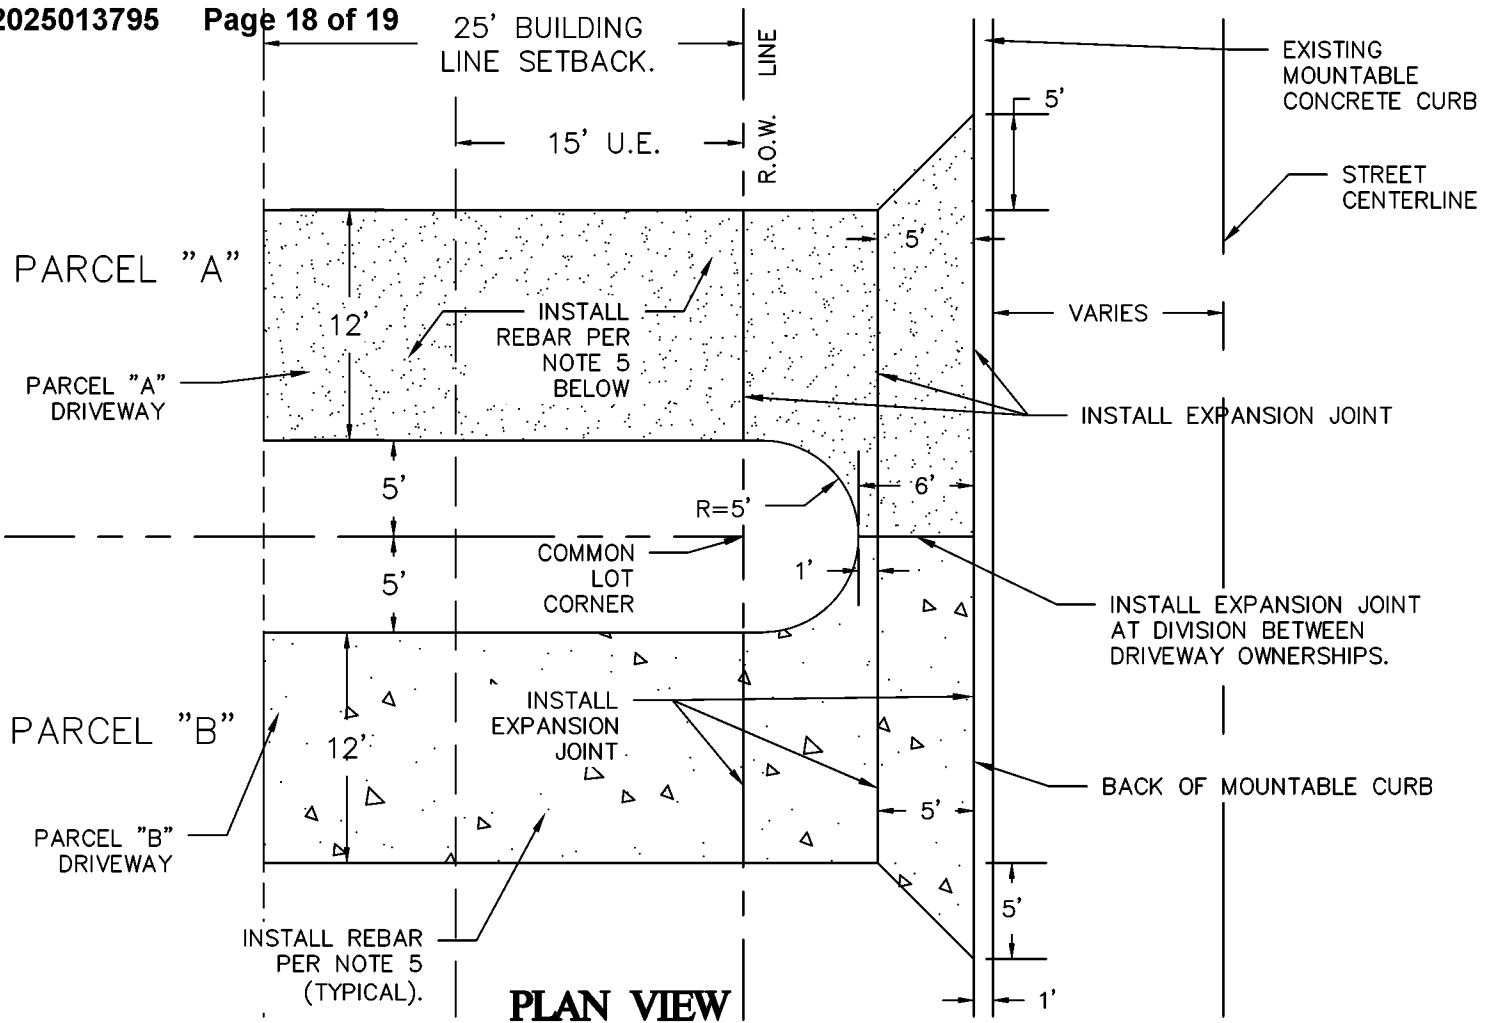 2025013795 Page 18 of 19
25' BUILDING
LINE SETBACK.
R.O.W. LINE
EXISTING
MOUNTABLE
CONCRETE CURB
5'
15' U.E.
STREET
CENTERLINE
PARCEL "A"
5'
12'
INSTALL
REBAR PER
NOTE 5
BELOW
VARIES
PARCEL "A"
DRIVEWAY
INSTALL EXPANSION JOINT
5'
6'
R=5'
COMMON
LOT
CORNER
5'
1'
INSTALL EXPANSION JOINT
AT DIVISION BETWEEN
DRIVEWAY OWNERSHIPS.
PARCEL "B"
12'
INSTALL
EXPANSION
JOINT
BACK OF MOUNTABLE CURB
5'
PARCEL "B"
DRIVEWAY
5'
INSTALL REBAR
PER NOTE 5
(TYPICAL).
1'
PLAN VIEW